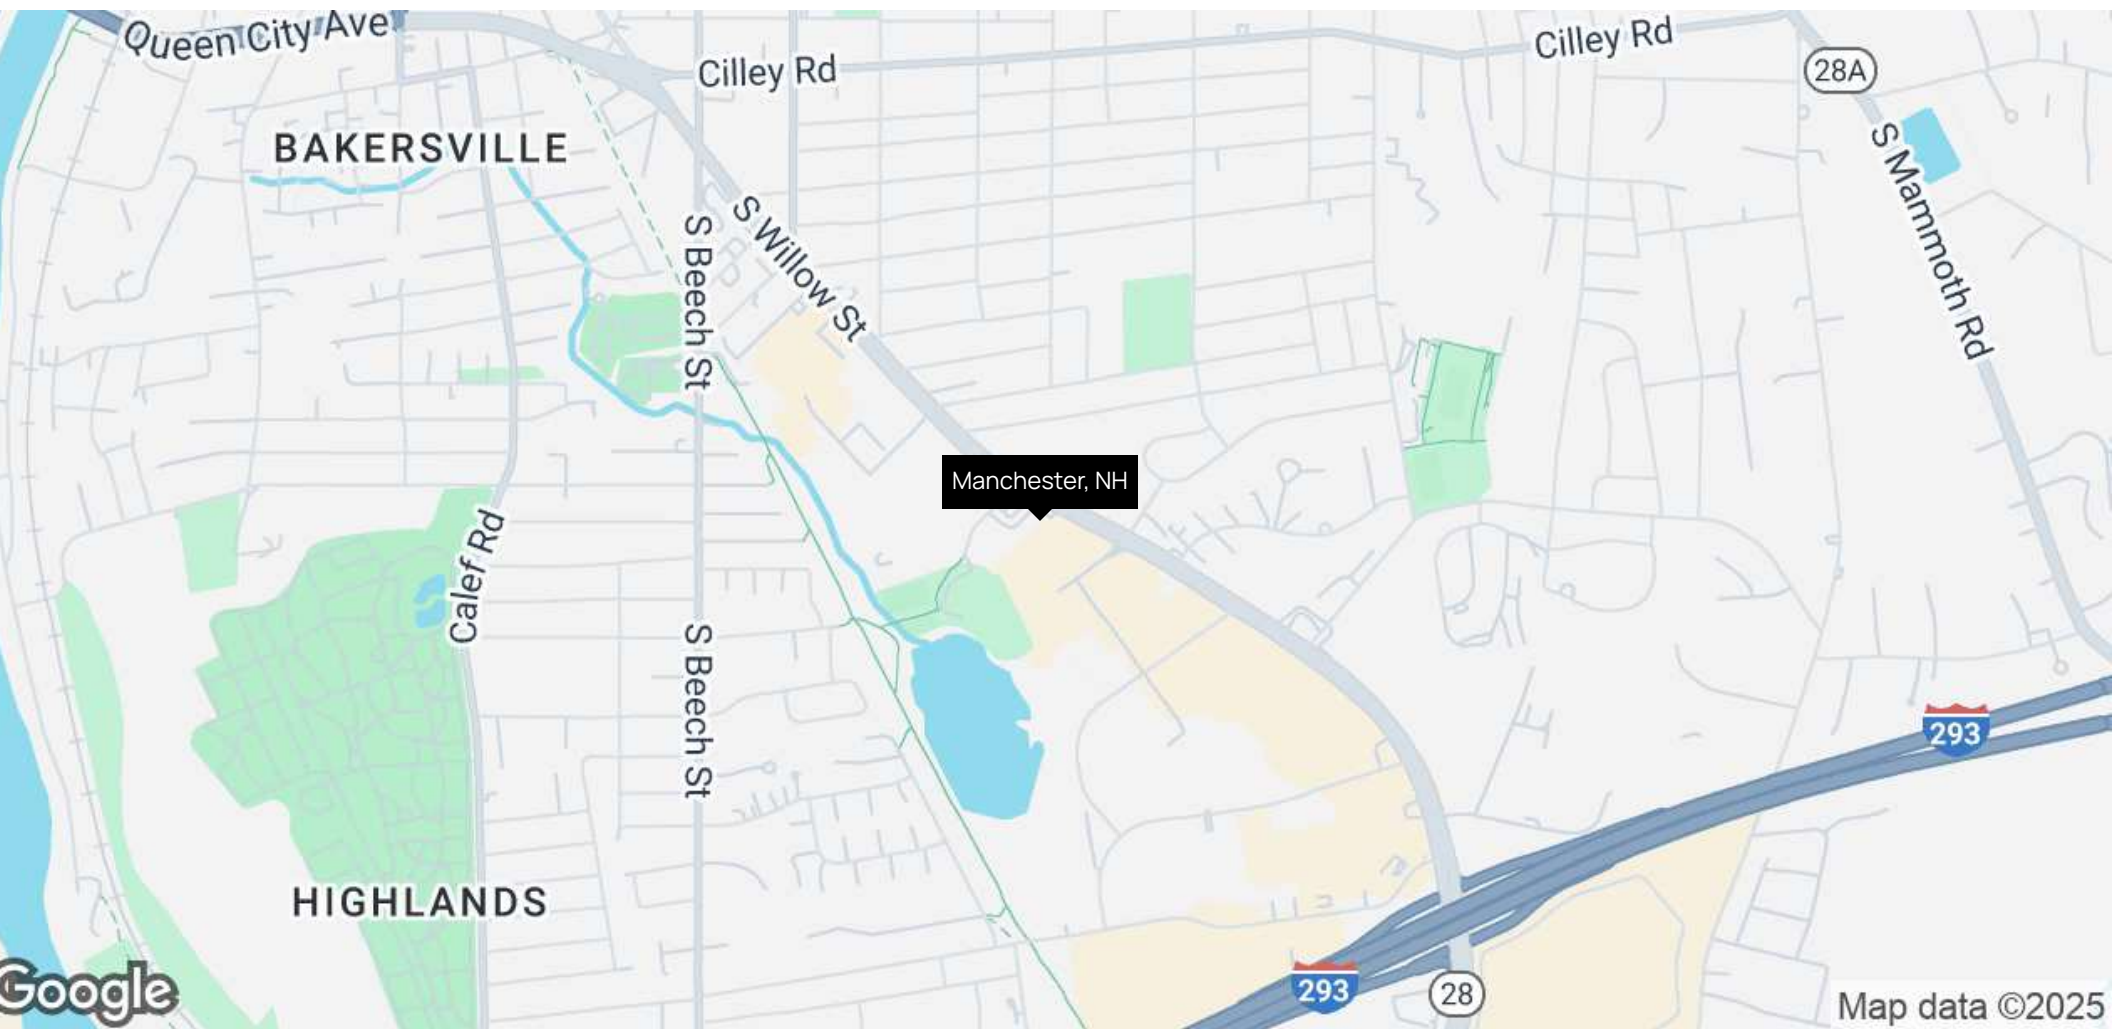 Queen City Ave
Cilley Rd
Cilley Rd
28A
BAKERSVILLE
S Mammoth Rd
S Willow St
S Beech St
Manchester, NH
Calef Rd
S Beech St
293
HIGHLANDS
293
28
Google
Map data ©2025